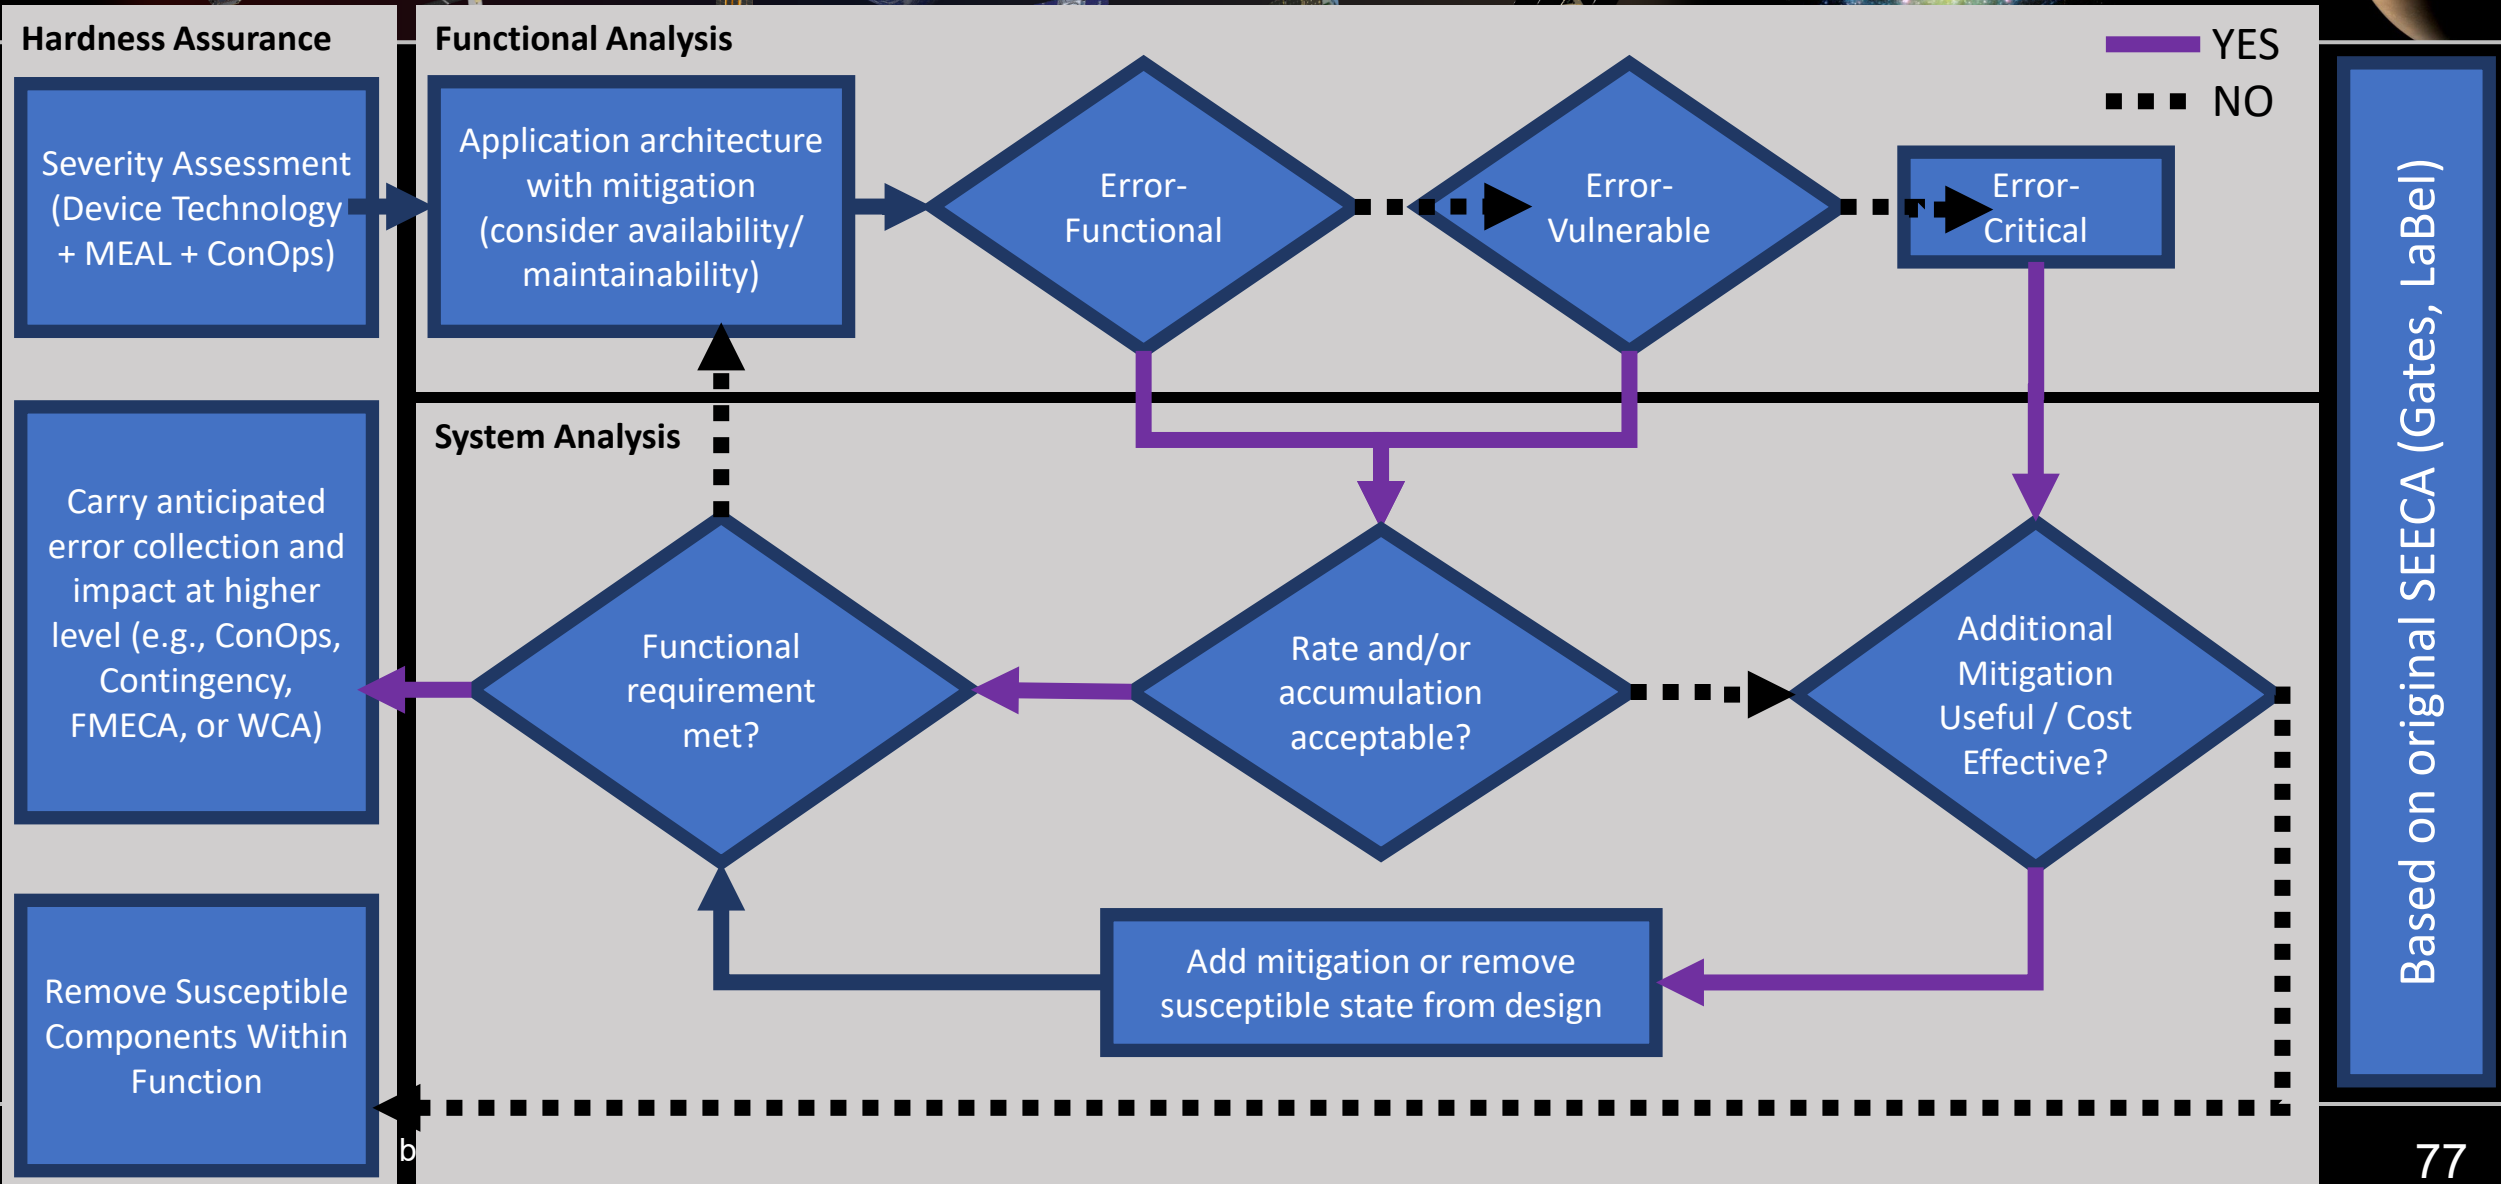 Hardness Assurance
Severity Assessment
(Device Technology
+ MEAL + ConOps)
Carry anticipated
error collection and
impact at higher
level (e.g., ConOps,
Contingency,
FMECA, or WCA)
Remove Susceptible
Components Within
Function
Functional Analysis
YES
NO
Application architecture
with mitigation
(consider availability/
maintainability)
Error-
Functional
Error-
Vulnerable
Error-
Critical
System Analysis
Functional
requirement
met?
Rate and/or
accumulation
acceptable?
Additional
Mitigation
Useful / Cost
Effective?
Add mitigation or remove
susceptible state from design
Based on original SEECA (Gates, LaBel)
b
77